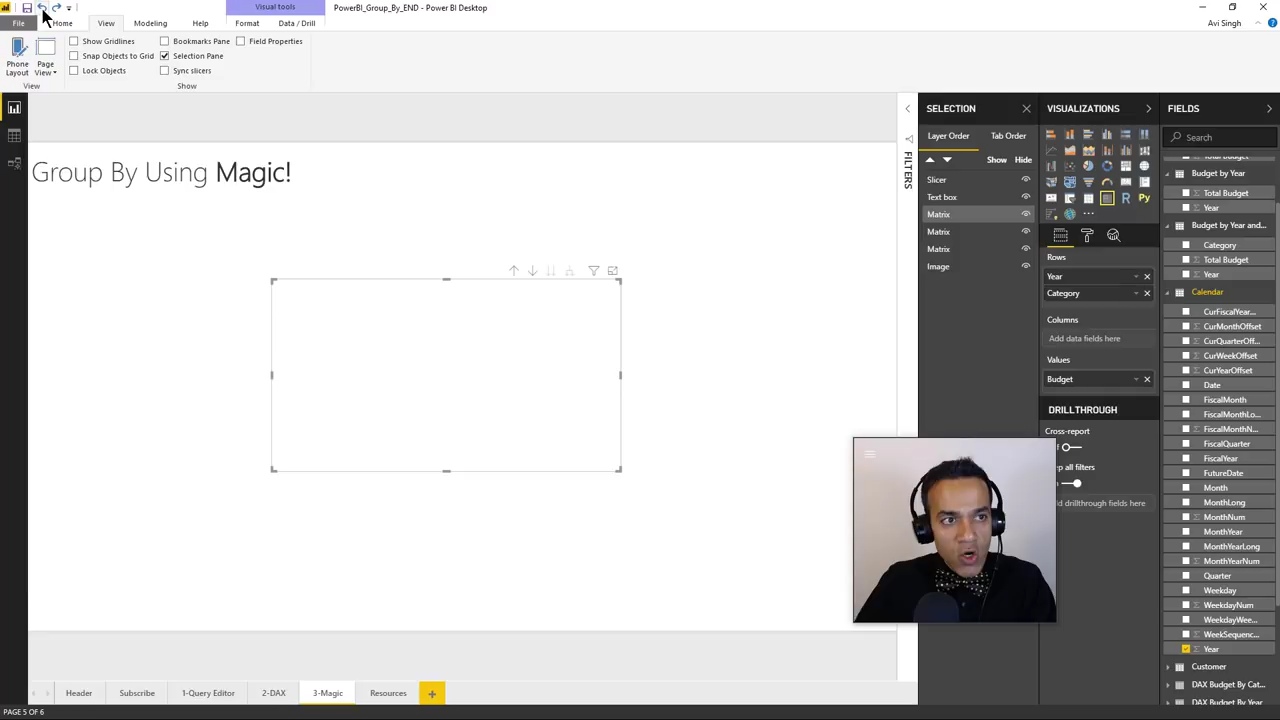 PowerBI_Group_By_END - Power BI Desktop
Visual tools
File
Home
View
Modeling
Help
Format
Data / Drill
Avi Singh
Phone
Layout
Page
View
View
Show Gridlines
Snap Objects to Grid
Lock Objects
Bookmarks Pane
Selection Pane
Sync slicers
Field Properties
Show
Group By Using Magic!
FILTERS
SELECTION
Layer Order
Tab Order
Show
Hide
Slicer
Text box
Matrix
Matrix
Matrix
Image
VISUALIZATIONS
R
Py
Rows
Year
Category
Columns
Add data fields here
Values
Budget
DRILLTHROUGH
Cross-report
drillthrough fields here
FIELDS
Search
Total Budget
Budget by Year
Total Budget
Year
Budget by Year and...
Category
Total Budget
Year
Calendar
CurFiscalYear...
CurMonthOffset
CurQuarterOff...
CurWeekOffset
CurYearOffset
Date
FiscalMonth
FiscalMonthLo...
FiscalMonthN...
FiscalQuarter
FiscalYear
FutureDate
Month
MonthLong
MonthNum
MonthYear
MonthYearLong
MonthYearNum
Quarter
Weekday
WeekdayNum
WeekdayWee...
WeekSequenc...
Year
Customer
DAX Budget By Cat...
DAX Budget By Year
Header
Subscribe
1-Query Editor
2-DAX
3-Magic
Resources
PAGE 5 OF 6